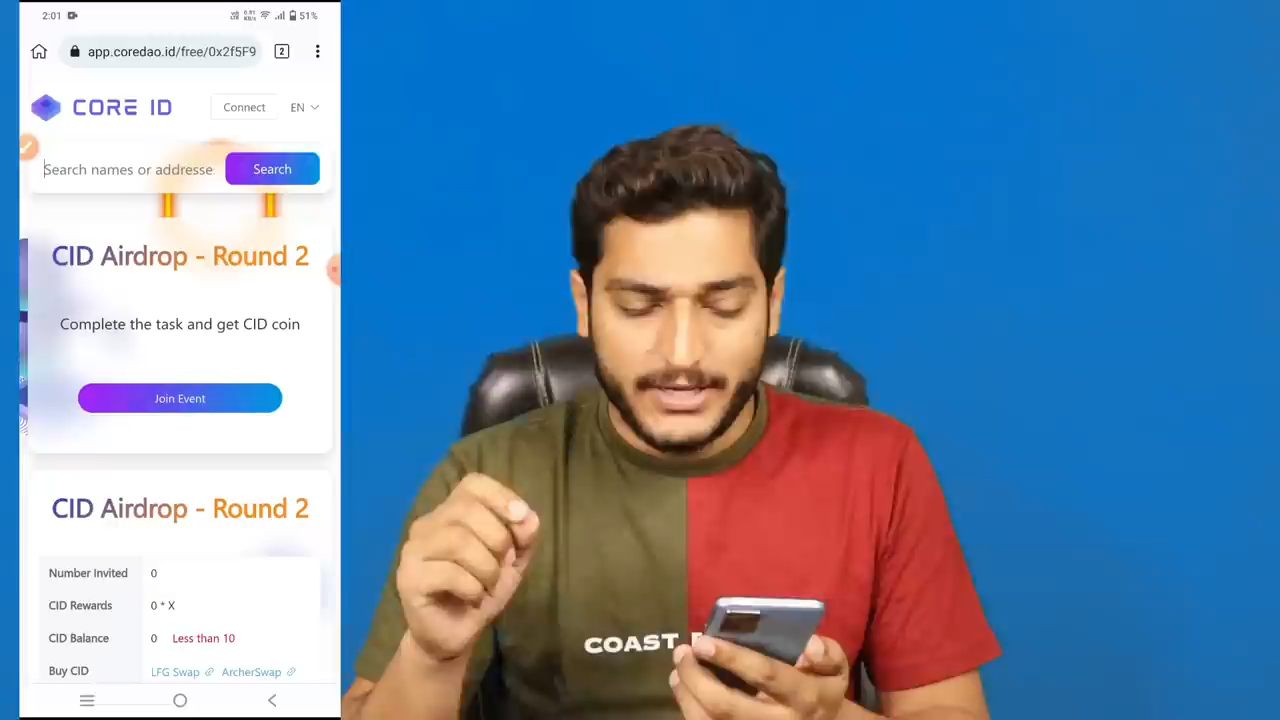 2:01
51%
app.coredao.id/free/0x2f5F9
2
CORE ID
Connect
EN
Search names or addresse
Search
CID Airdrop - Round 2
Complete the task and get CID coin
Join Event
CID Airdrop - Round 2
Number Invited 0
CID Rewards 0 * X
CID Balance 0 Less than 10
Buy CID LFG Swap ArcherSwap
COAST